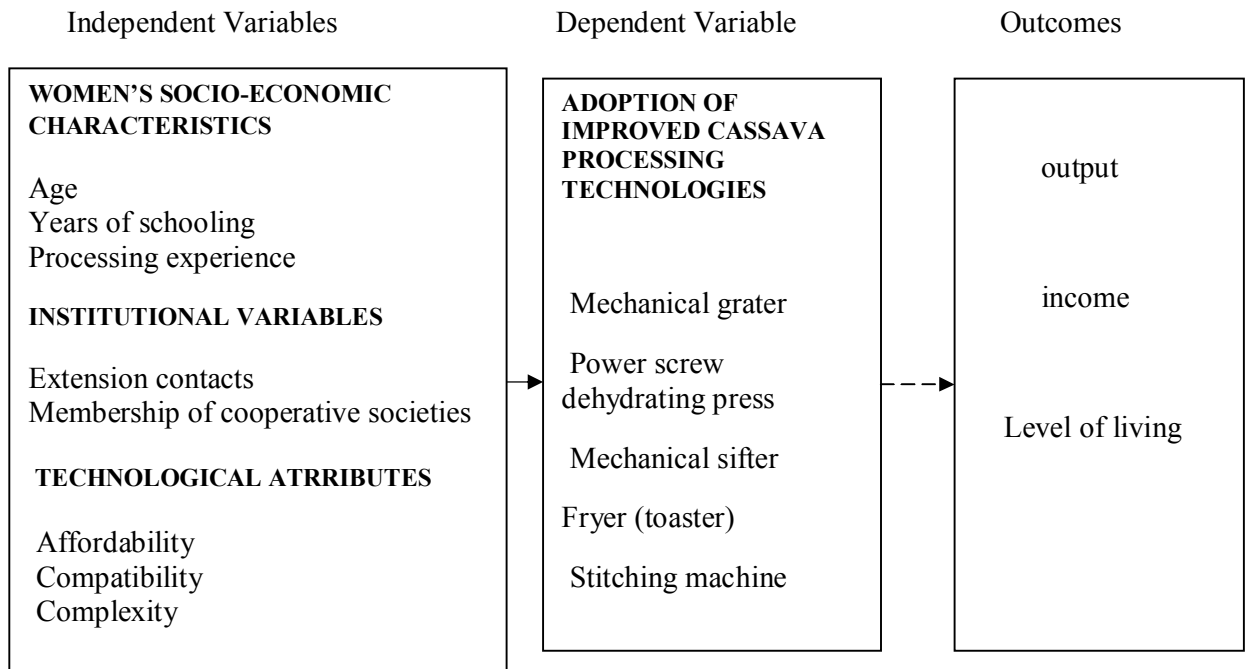 Independent Variables
Dependent Variable
Outcomes
WOMEN’S SOCIO-ECONOMIC
CHARACTERISTICS
Age
Years of schooling
Processing experience
INSTITUTIONAL VARIABLES
Extension contacts
Membership of cooperative societies
TECHNOLOGICAL ATRRIBUTES
Affordability
Compatibility
Complexity
ADOPTION OF
IMPROVED CASSAVA
PROCESSING
TECHNOLOGIES
Mechanical grater
Power screw
dehydrating press
Mechanical sifter
Fryer (toaster)
Stitching machine
output
income
Level of living